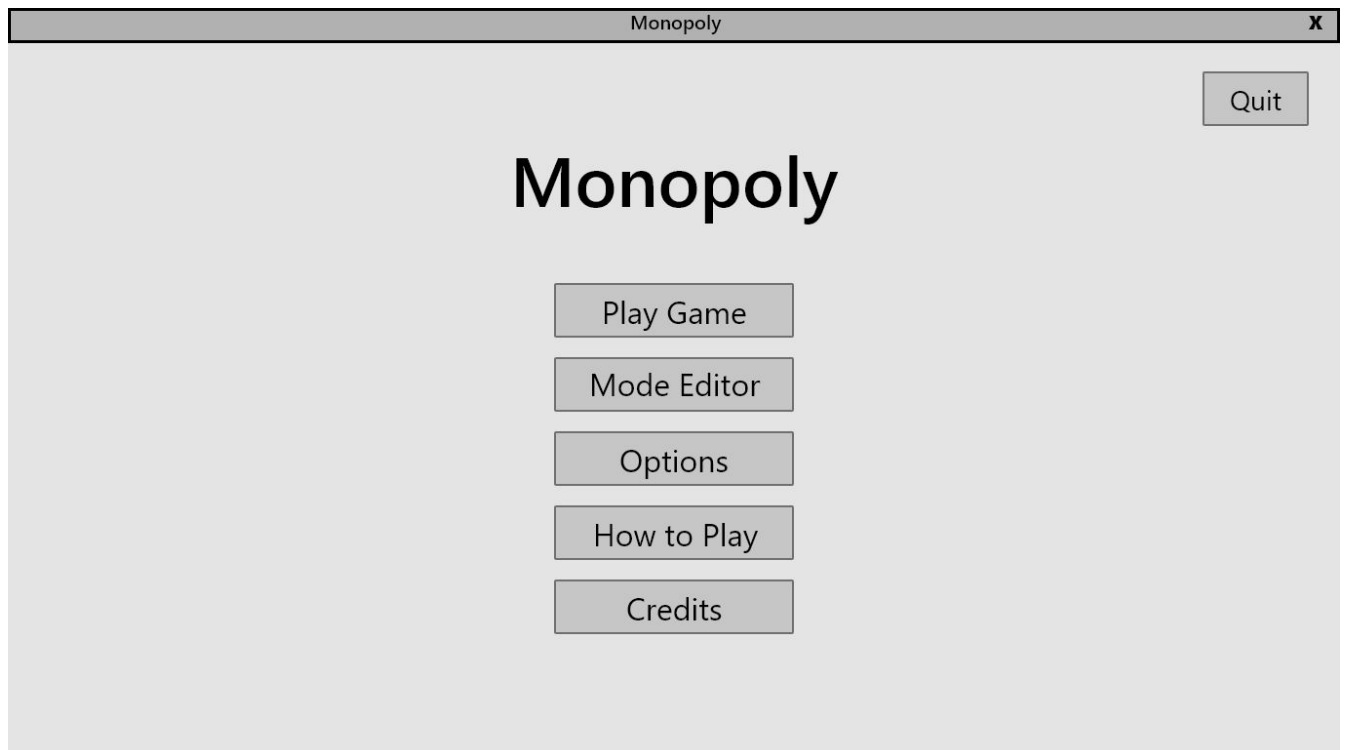 Monopoly X
Quit
Monopoly
Play Game
Mode Editor
Options
How to Play
Credits